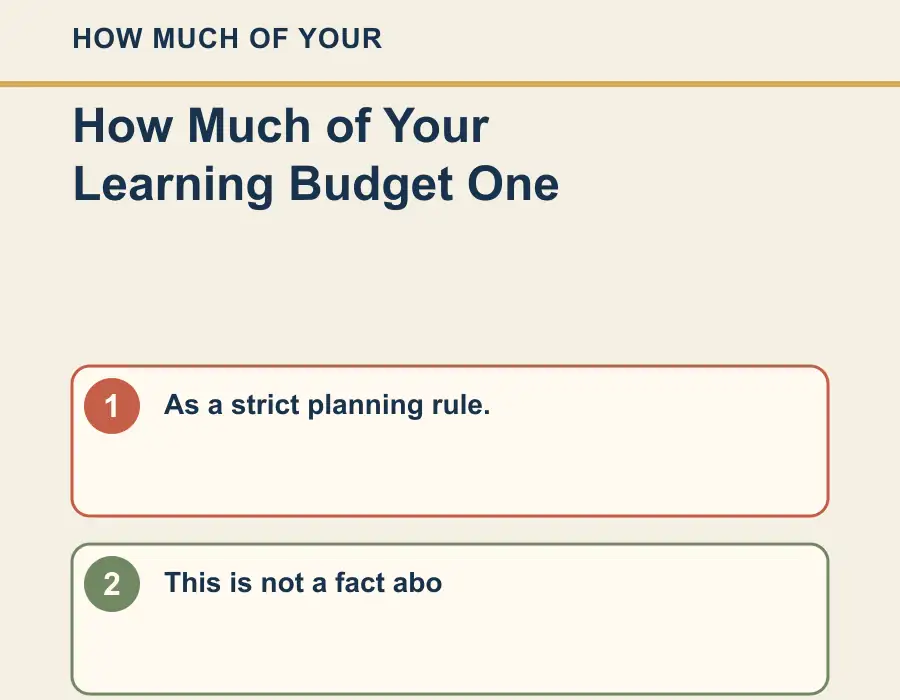 HOW MUCH OF YOUR
How Much of Your
Learning Budget One
1 As a strict planning rule.
2 This is not a fact abo